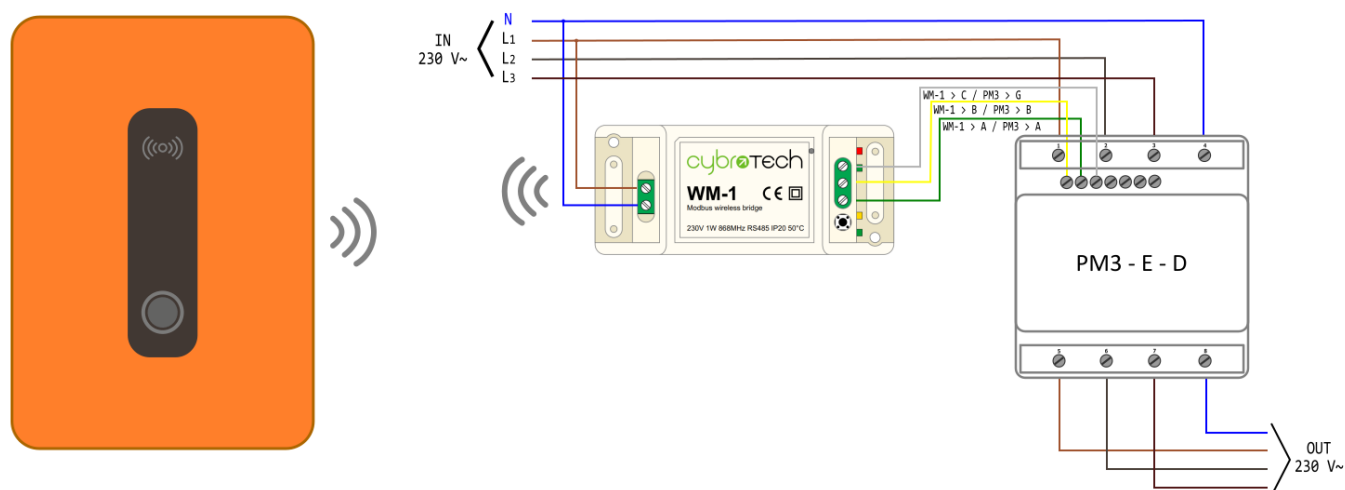 N
IN
L1
230 V~
L2
L3
WM-1 > C / PM3 > G
WM-1 > B / PM3 > B
WM-1 > A / PM3 > A
cybrotech
WM-1 CE
Modbus wireless bridge
230V 1W 868MHz RS485 IP20 50°C
1 2 3 4
PM3 - E - D
5 6 7 8
OUT
230 V~